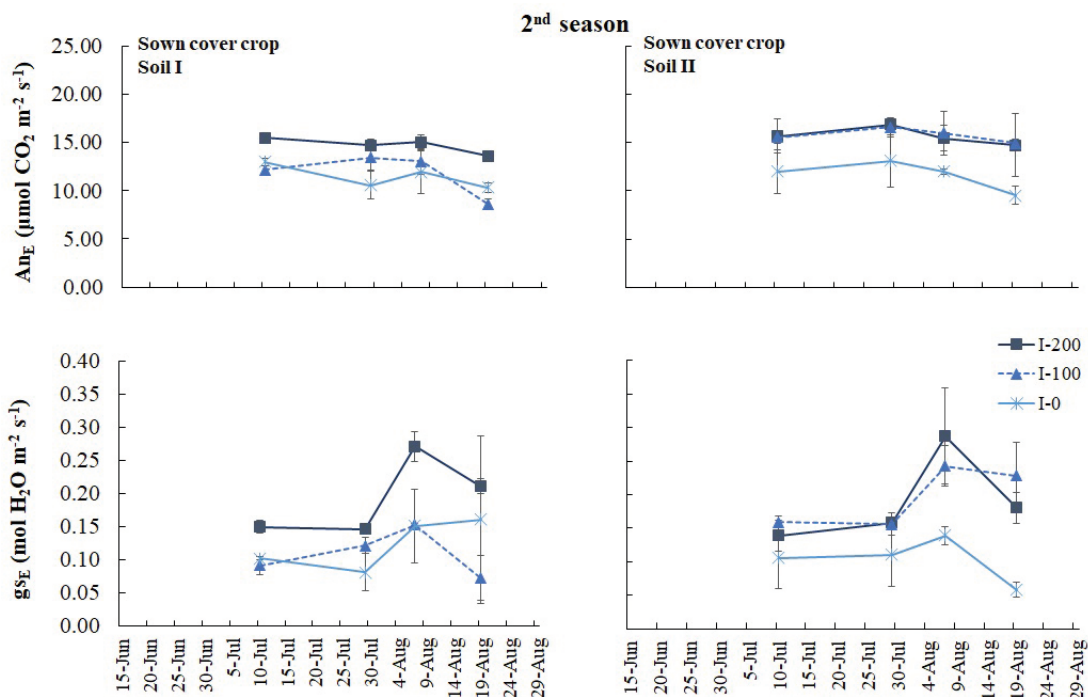 2nd season
Sown cover crop
Soil I
Sown cover crop
Soil II
AnE (μmol CO2 m-2 s-1)
25.00
20.00
15.00
10.00
5.00
0.00
gsE (mol H2O m-2 s-1)
0.40
0.35
0.30
0.25
0.20
0.15
0.10
0.05
0.00
I-200
I-100
I-0
15-Jun
20-Jun
25-Jun
30-Jun
5-Jul
10-Jul
15-Jul
20-Jul
25-Jul
30-Jul
4-Aug
9-Aug
14-Aug
19-Aug
24-Aug
29-Aug
15-Jun
20-Jun
25-Jun
30-Jun
5-Jul
10-Jul
15-Jul
20-Jul
25-Jul
30-Jul
4-Aug
9-Aug
14-Aug
19-Aug
24-Aug
29-Aug